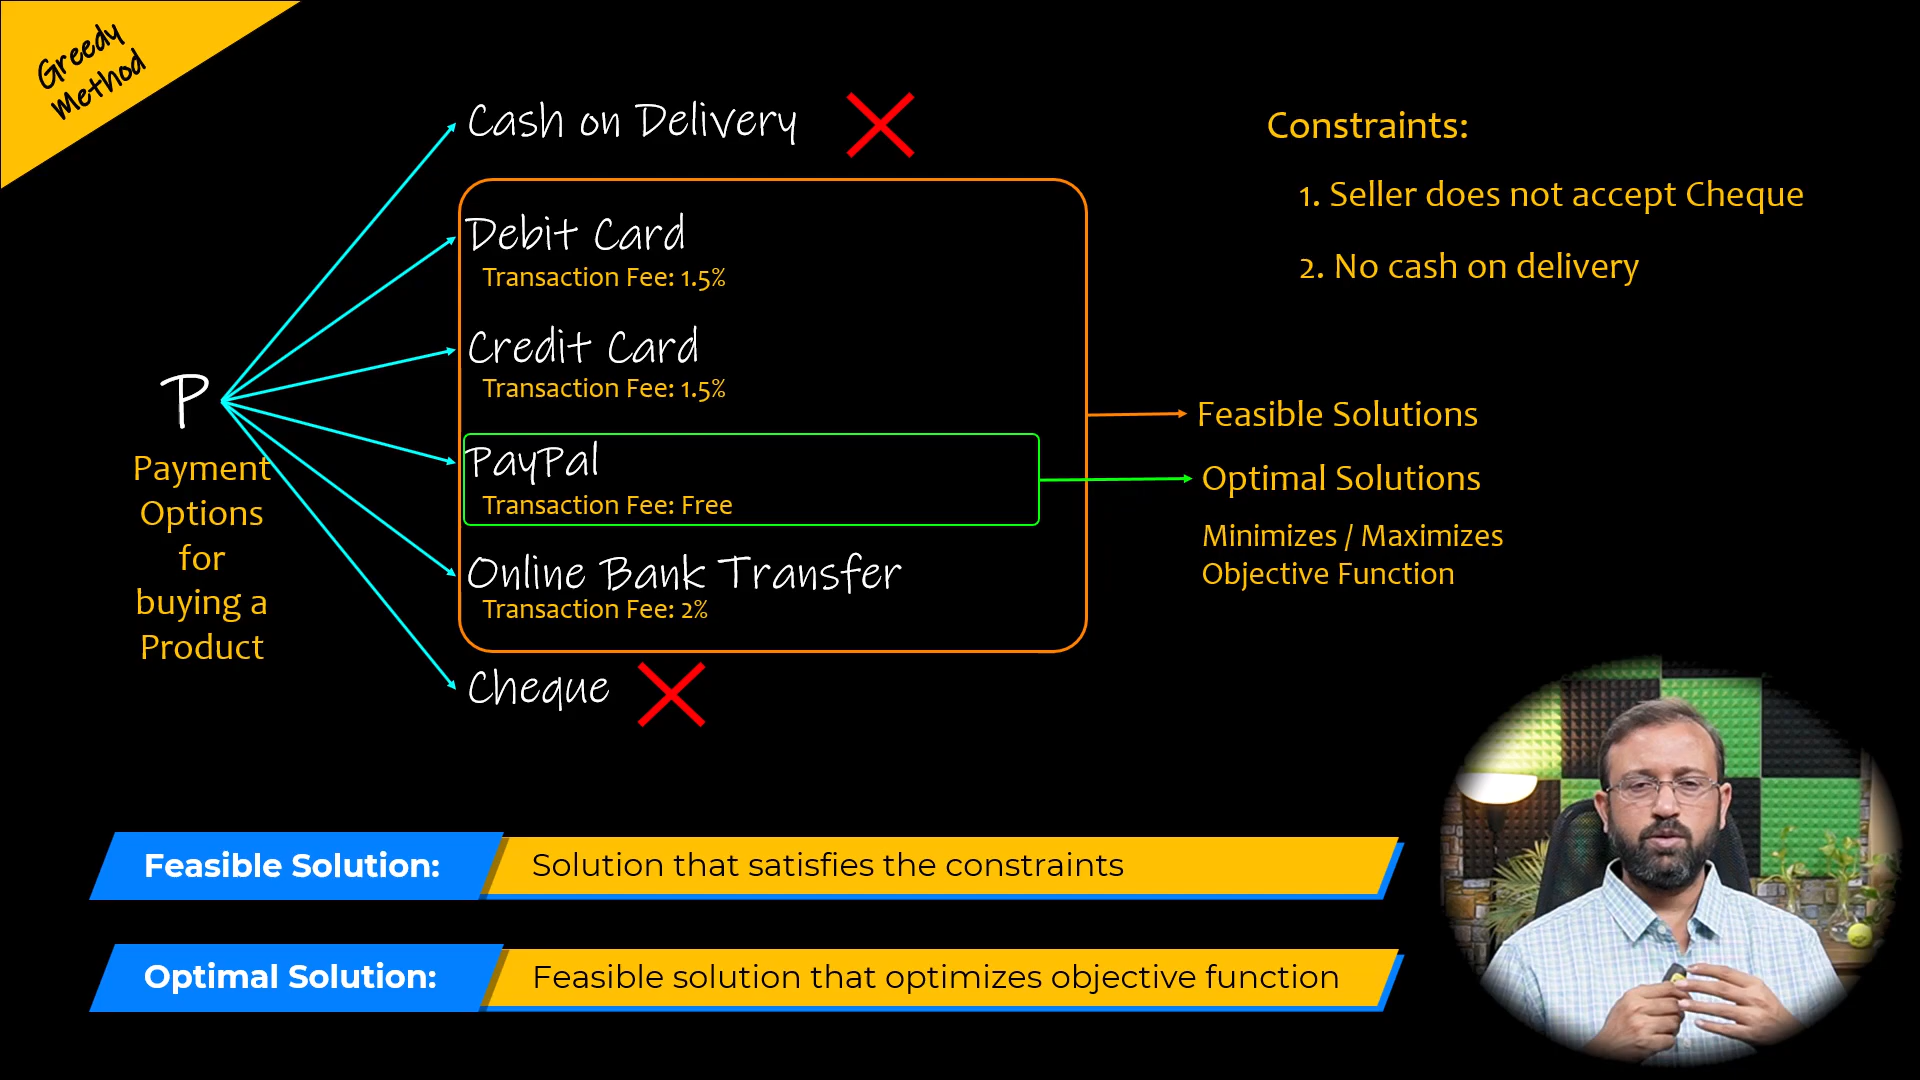 Greedy
Method
Cash on Delivery
Debit Card
Transaction Fee: 1.5%
Credit Card
Transaction Fee: 1.5%
PayPal
Transaction Fee: Free
Online Bank Transfer
Transaction Fee: 2%
Cheque
P
Payment
Options
for
buying a
Product
Constraints:
1. Seller does not accept Cheque
2. No cash on delivery
Feasible Solutions
Optimal Solutions
Minimizes / Maximizes
Objective Function
Feasible Solution: Solution that satisfies the constraints
Optimal Solution: Feasible solution that optimizes objective function